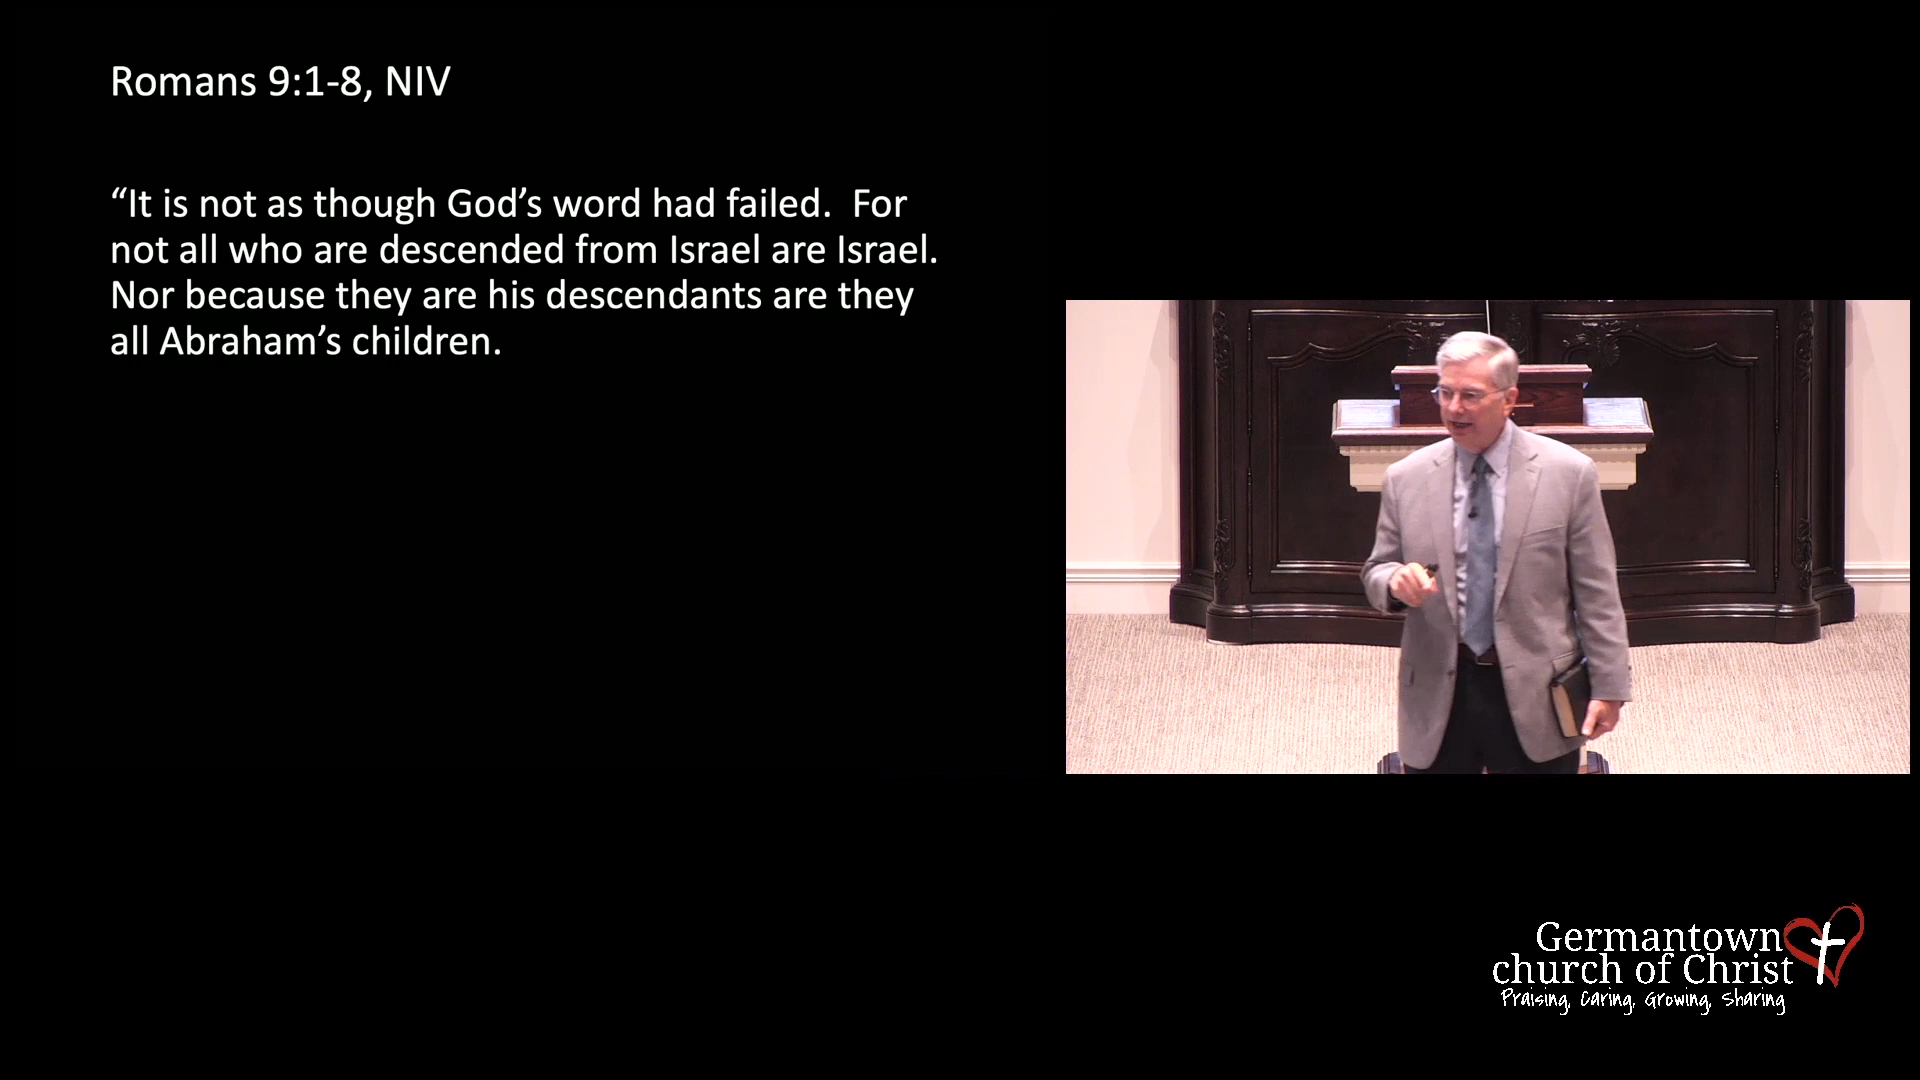 Romans 9:1-8, NIV
“It is not as though God’s word had failed.  For
not all who are descended from Israel are Israel.
Nor because they are his descendants are they
all Abraham’s children.
Germantown
church of Christ
Praising, Caring, Growing, Sharing